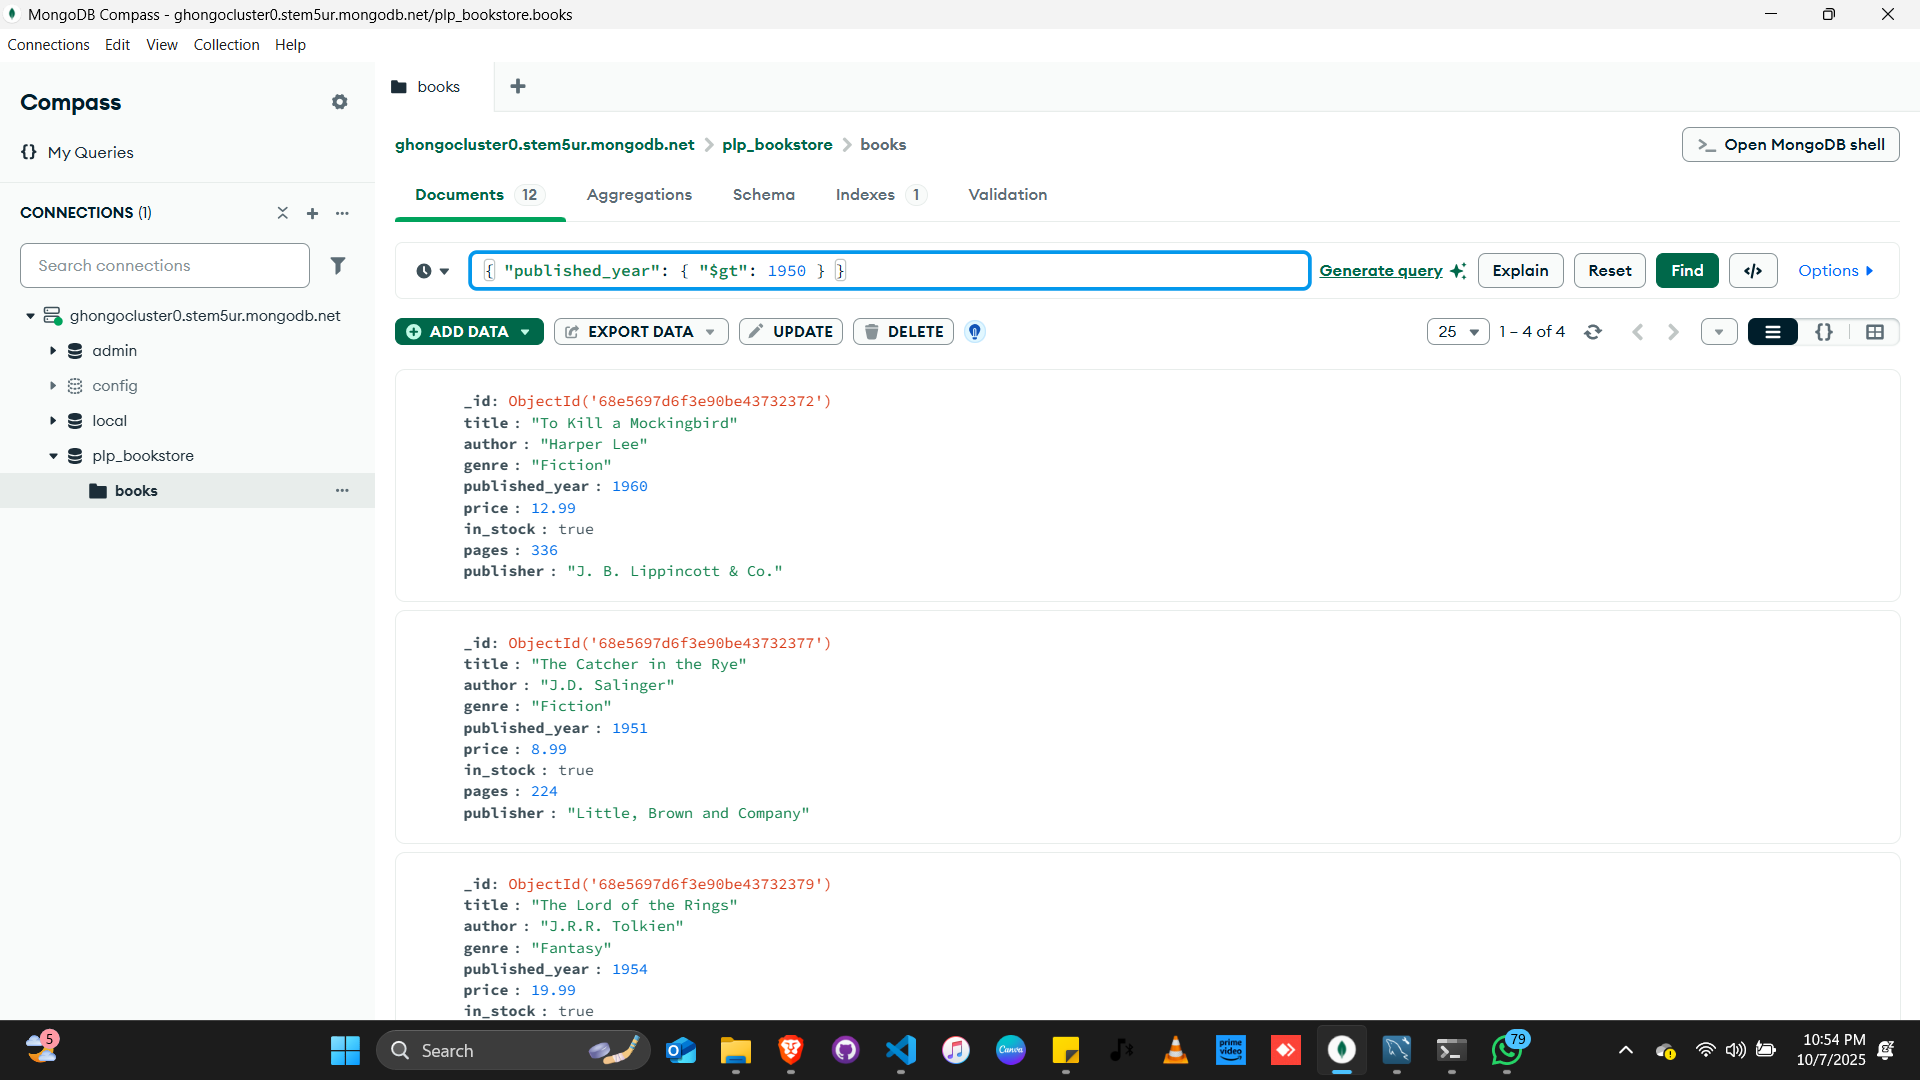 MongoDB Compass - ghongocluster0.stem5ur.mongodb.net/plp_bookstore.books
Connections Edit View Collection Help
Compass
My Queries
CONNECTIONS (1)
Search connections
ghongocluster0.stem5ur.mongodb.net
admin
config
local
plp_bookstore
books
books
ghongocluster0.stem5ur.mongodb.net > plp_bookstore > books
>_ Open MongoDB shell
Documents 12 Aggregations Schema Indexes 1 Validation
{ "published_year": { "$gt": 1950 } }
Generate query Explain Reset Find </> Options
ADD DATA EXPORT DATA UPDATE DELETE
25 1 – 4 of 4 {}
_id: ObjectId('68e5697d6f3e90be43732372')
title : "To Kill a Mockingbird"
author : "Harper Lee"
genre : "Fiction"
published_year : 1960
price : 12.99
in_stock : true
pages : 336
publisher : "J. B. Lippincott & Co."
_id: ObjectId('68e5697d6f3e90be43732377')
title : "The Catcher in the Rye"
author : "J.D. Salinger"
genre : "Fiction"
published_year : 1951
price : 8.99
in_stock : true
pages : 224
publisher : "Little, Brown and Company"
_id: ObjectId('68e5697d6f3e90be43732379')
title : "The Lord of the Rings"
author : "J.R.R. Tolkien"
genre : "Fantasy"
published_year : 1954
price : 19.99
in_stock : true
5
Search
Canva
prime video
79
10:54 PM
10/7/2025